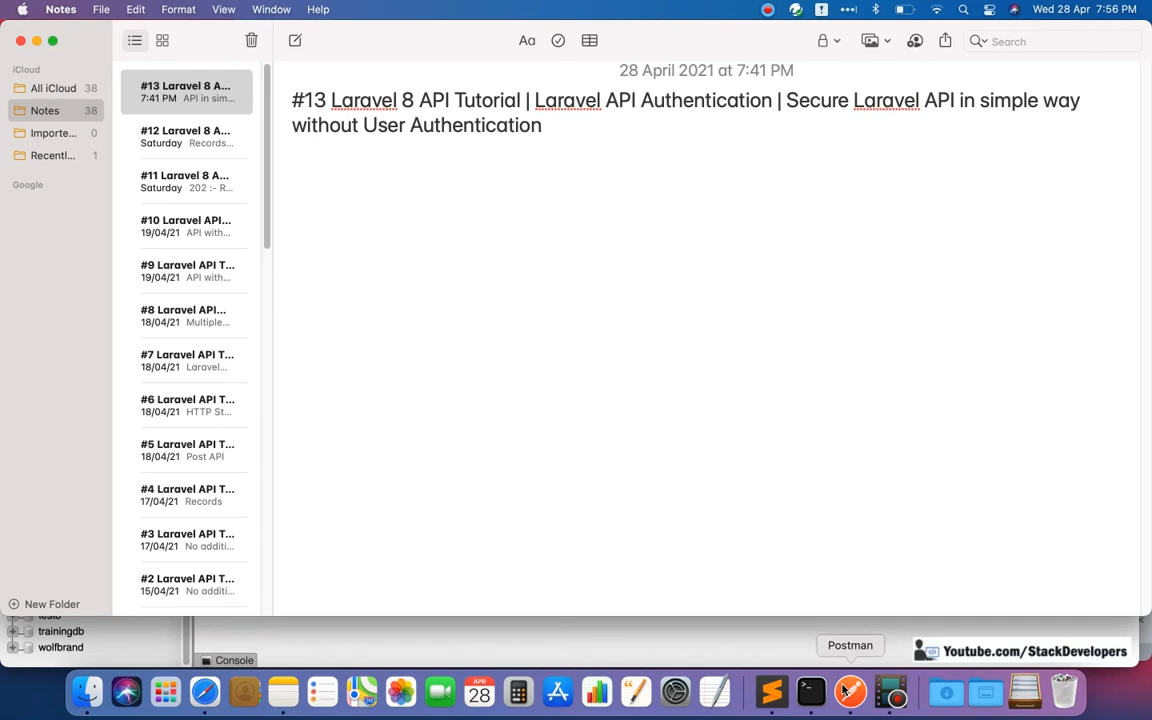 Notes File Edit Format View Window Help Wed 28 Apr 7:56 PM
Aa Search
iCloud
All iCloud 38
Notes 38
Importe... 0
Recentl... 1
Google
New Folder
#13 Laravel 8 A...
7:41 PM API in sim...
#12 Laravel 8 A...
Saturday Records...
#11 Laravel 8 A...
Saturday 202 :- R...
#10 Laravel API...
19/04/21 API with...
#9 Laravel API T...
19/04/21 API with...
#8 Laravel API...
18/04/21 Multiple...
#7 Laravel API T...
18/04/21 Laravel...
#6 Laravel API T...
18/04/21 HTTP St...
#5 Laravel API T...
18/04/21 Post API
#4 Laravel API T...
17/04/21 Records
#3 Laravel API T...
17/04/21 No additi...
#2 Laravel API T...
15/04/21 No additi...
28 April 2021 at 7:41 PM
#13 Laravel 8 API Tutorial | Laravel API Authentication | Secure Laravel API in simple way
without User Authentication
trainingdb
wolfbrand
Console
Postman
Youtube.com/StackDevelopers
APR
28